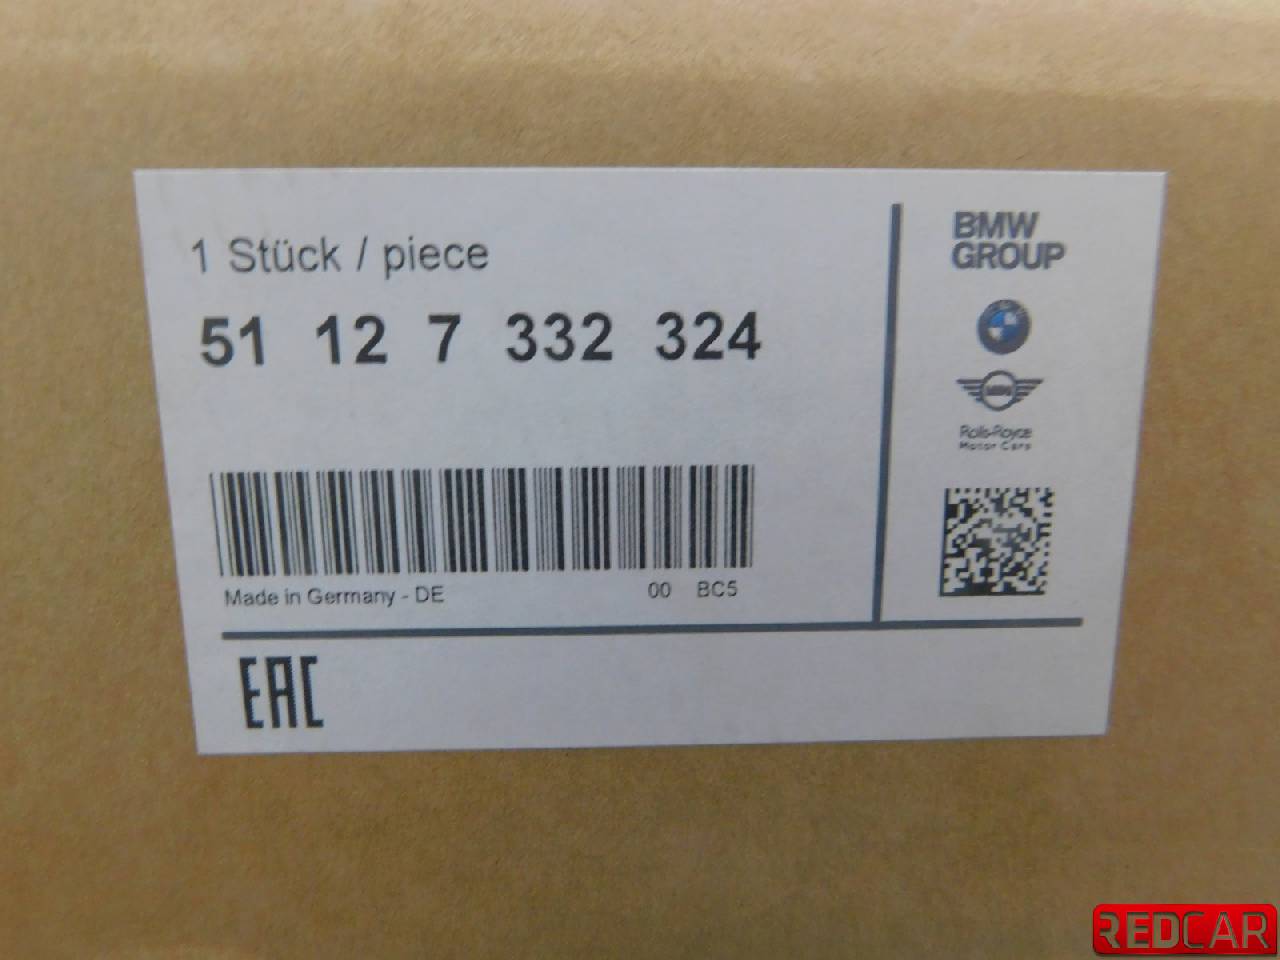 1 Stück / piece
51 12 7 332 324
Made in Germany - DE 00 BC5
EAC
BMW
GROUP
MINI
Rolls-Royce
Motor Cars
REDCAR